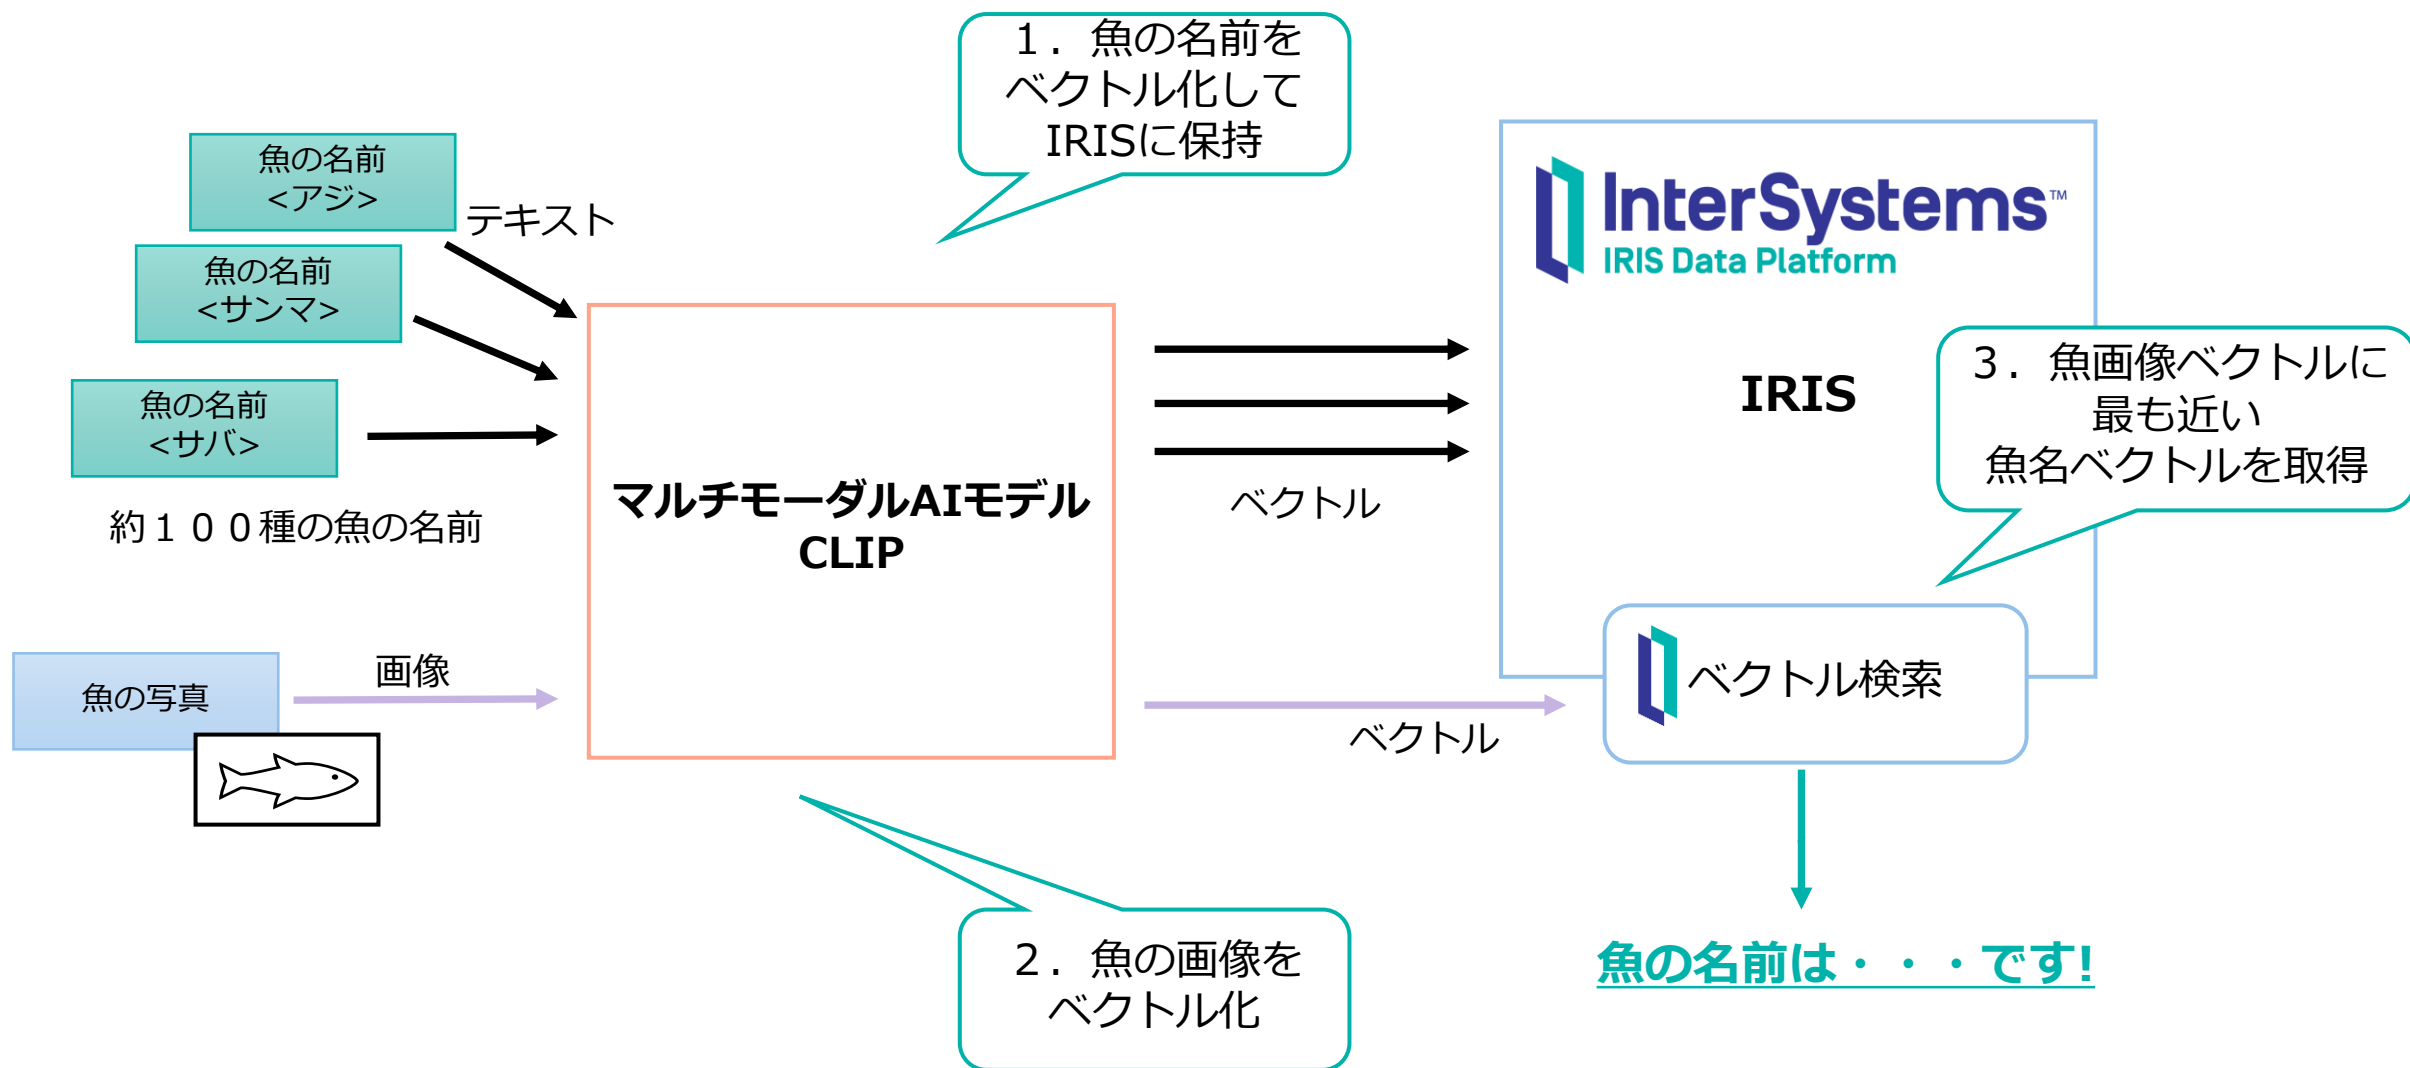 1．魚の名前を
ベクトル化して
IRISに保持
魚の名前
<アジ>
テキスト
魚の名前
<サンマ>
魚の名前
<サバ>
約１００種の魚の名前
マルチモーダルAIモデル
CLIP
ベクトル
InterSystems™
IRIS Data Platform
IRIS
3．魚画像ベクトルに
最も近い
魚名ベクトルを取得
魚の写真
画像
ベクトル
ベクトル検索
2．魚の画像を
ベクトル化
魚の名前は・・・です!